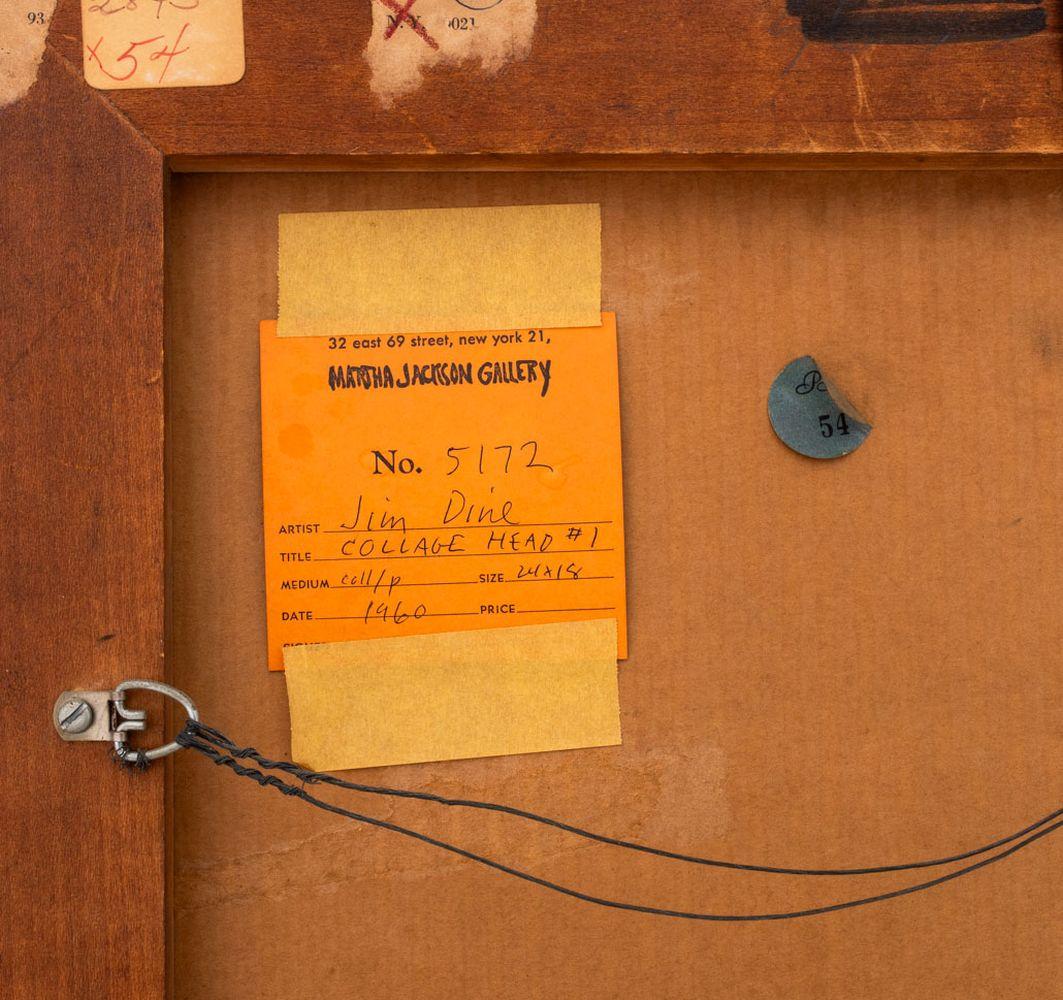 93
x54
N.Y. 021
32 east 69 street, new york 21,
MARTHA JACKSON GALLERY
No. 5172
ARTIST Jim Dine
TITLE COLLAGE HEAD #1
MEDIUM coll/p SIZE 24x18
DATE 1960 PRICE
54